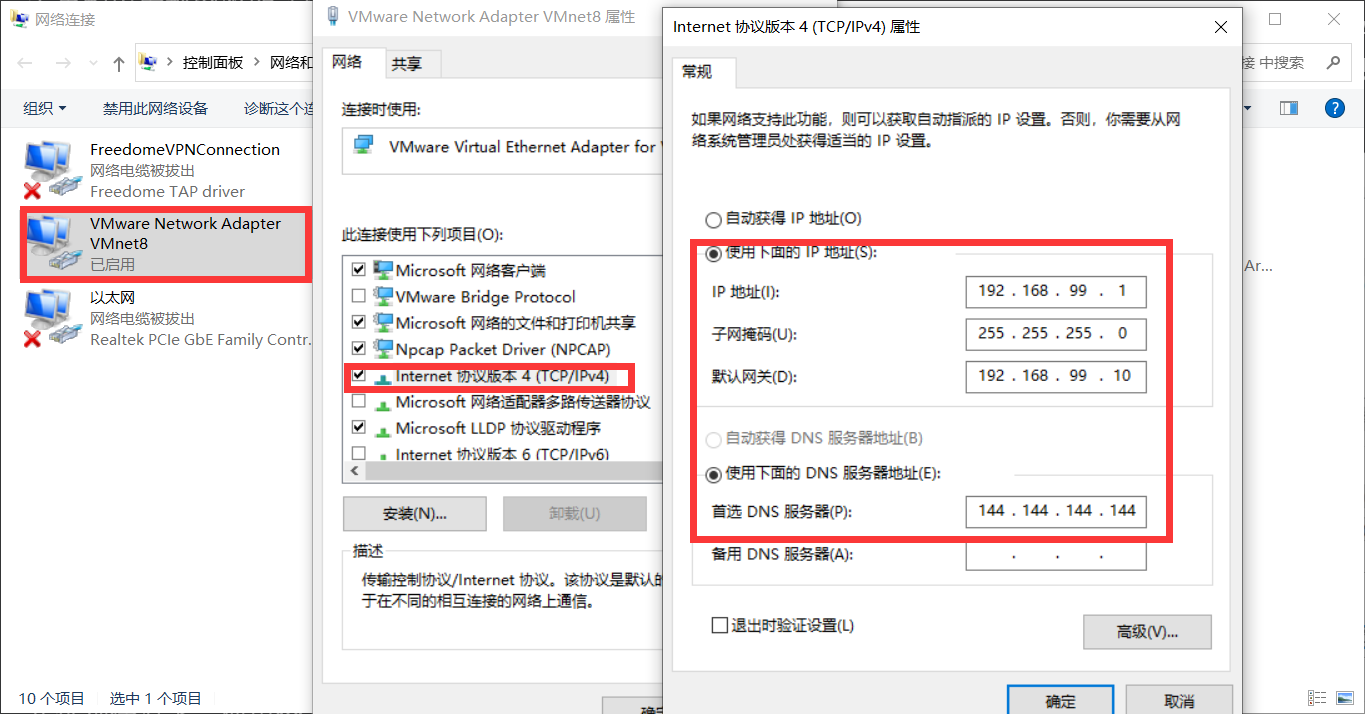 网络连接
控制面板
网络和
组织
禁用此网络设备
诊断这个连
FreedomeVPNConnection
网络电缆被拔出
Freedome TAP driver
VMware Network Adapter
VMnet8
已启用
以太网
网络电缆被拔出
Realtek PCIe GbE Family Contr...
10 个项目
选中 1 个项目
VMware Network Adapter VMnet8 属性
网络
共享
连接时使用:
VMware Virtual Ethernet Adapter for
此连接使用下列项目(O):
Microsoft 网络客户端
VMware Bridge Protocol
Microsoft 网络的文件和打印机共享
Npcap Packet Driver (NPCAP)
Internet 协议版本 4 (TCP/IPv4)
Microsoft 网络适配器多路传送器协议
Microsoft LLDP 协议驱动程序
Internet 协议版本 6 (TCP/IPv6)
安装(N)...
卸载(U)
描述
传输控制协议/Internet 协议。该协议是默认的
于在不同的相互连接的网络上通信。
确定
Internet 协议版本 4 (TCP/IPv4) 属性
常规
如果网络支持此功能，则可以获取自动指派的 IP 设置。否则，你需要从网
络系统管理员处获得适当的 IP 设置。
自动获得 IP 地址(O)
使用下面的 IP 地址(S):
IP 地址(I):
192 . 168 . 99 . 1
子网掩码(U):
255 . 255 . 255 . 0
默认网关(D):
192 . 168 . 99 . 10
自动获得 DNS 服务器地址(B)
使用下面的 DNS 服务器地址(E):
首选 DNS 服务器(P):
144 . 144 . 144 . 144
备用 DNS 服务器(A):
. . .
退出时验证设置(L)
高级(V)...
确定
取消
接 中搜索
?
Ar...